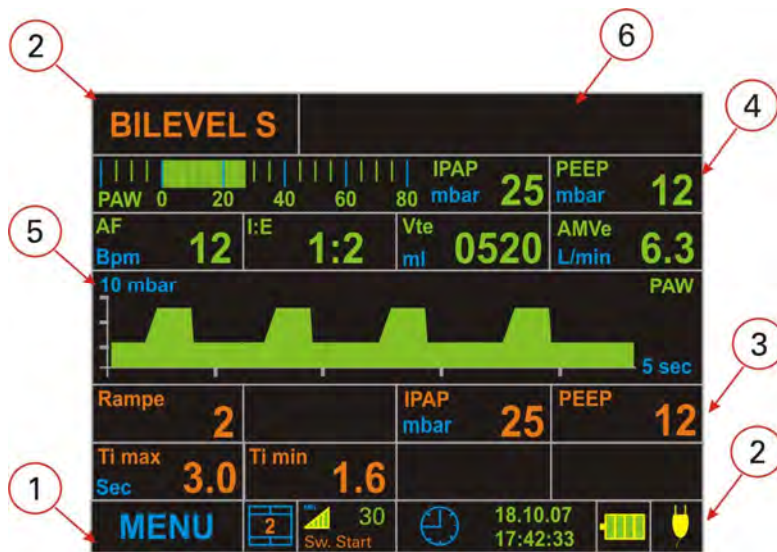 2
6
BILEVEL S
4
PAW 0 20 40 60 80
IPAP mbar 25
PEEP mbar 12
AF Bpm 12
I:E 1:2
Vte ml 0520
AMVe L/min 6.3
5
10 mbar
PAW
5 sec
3
Rampe 2
IPAP mbar 25
PEEP 12
Ti max Sec 3.0
Ti min 1.6
1
2
MENU
2
30
Sw. Start
18.10.07
17:42:33